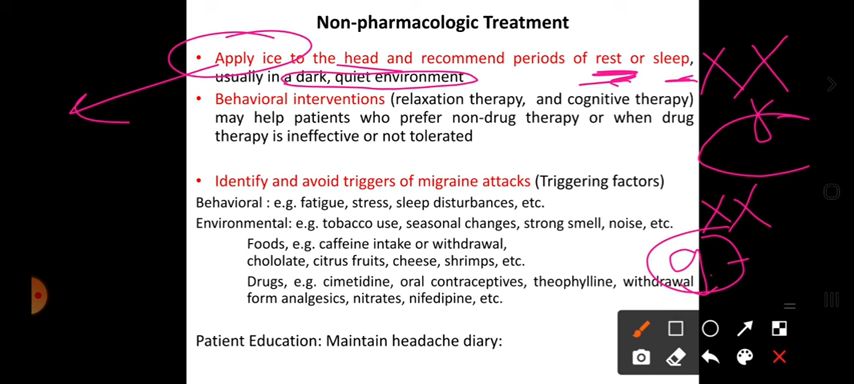 Non-pharmacologic Treatment
• Apply ice to the head and recommend periods of rest or sleep,
usually in a dark, quiet environment
• Behavioral interventions (relaxation therapy, and cognitive therapy)
may help patients who prefer non-drug therapy or when drug
therapy is ineffective or not tolerated
• Identify and avoid triggers of migraine attacks (Triggering factors)
Behavioral : e.g. fatigue, stress, sleep disturbances, etc.
Environmental: e.g. tobacco use, seasonal changes, strong smell, noise, etc.
Foods, e.g. caffeine intake or withdrawal,
chololate, citrus fruits, cheese, shrimps, etc.
Drugs, e.g. cimetidine, oral contraceptives, theophylline, withdrawal
form analgesics, nitrates, nifedipine, etc.
Patient Education: Maintain headache diary: